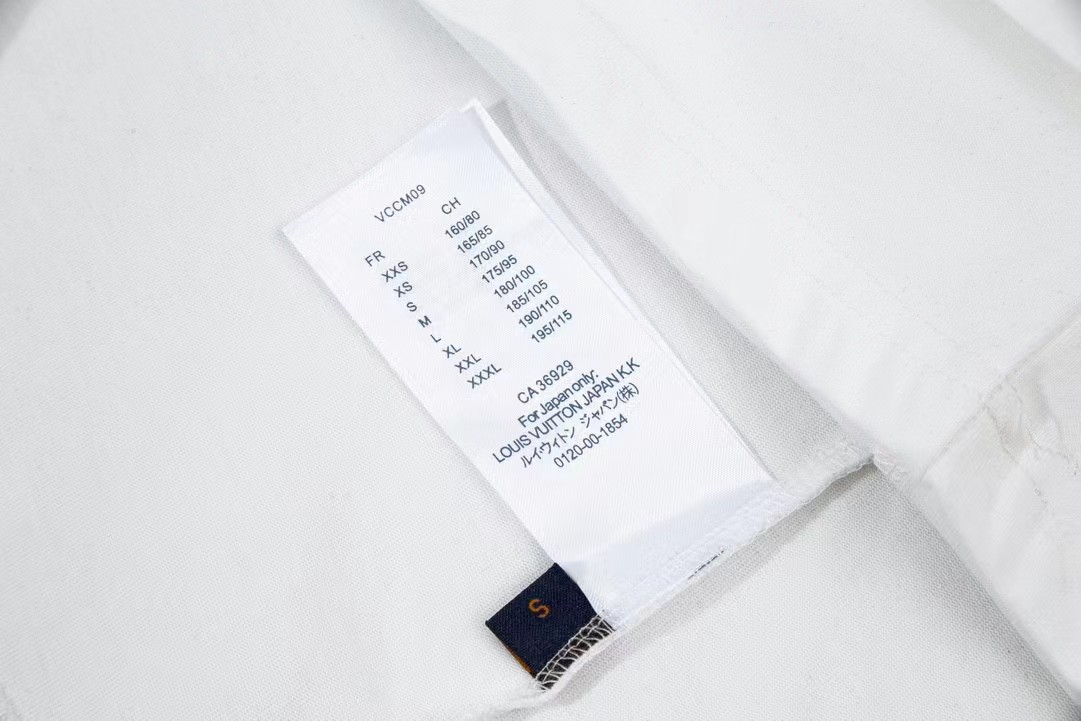 VCCM09
FR CH
XXS 160/80
XS 165/85
S 170/90
M 175/95
L 180/100
XL 185/105
XXL 190/110
XXXL 195/115
CA 36929
For Japan only:
LOUIS VUITTON JAPAN K.K
ルイ・ヴィトン ジャパン(株)
0120-00-1854
S